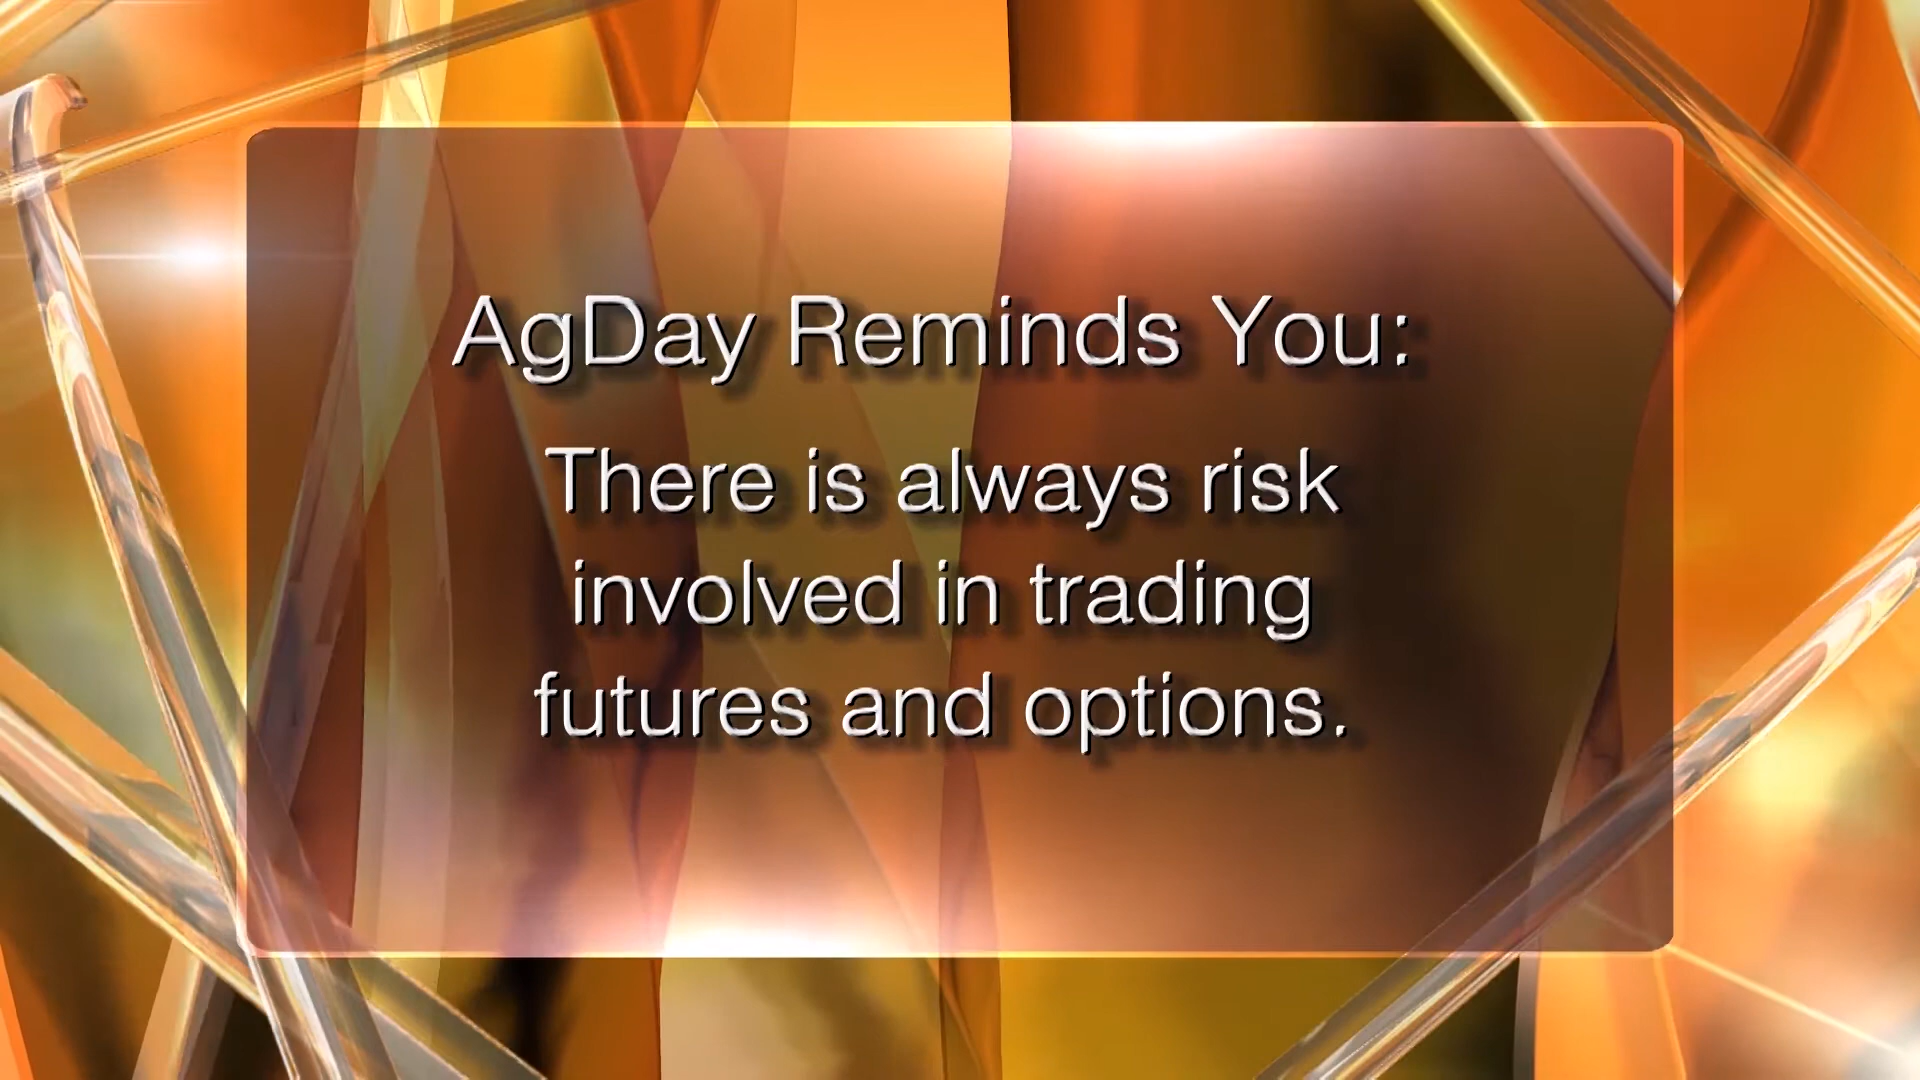 AgDay Reminds You:
There is always risk
involved in trading
futures and options.